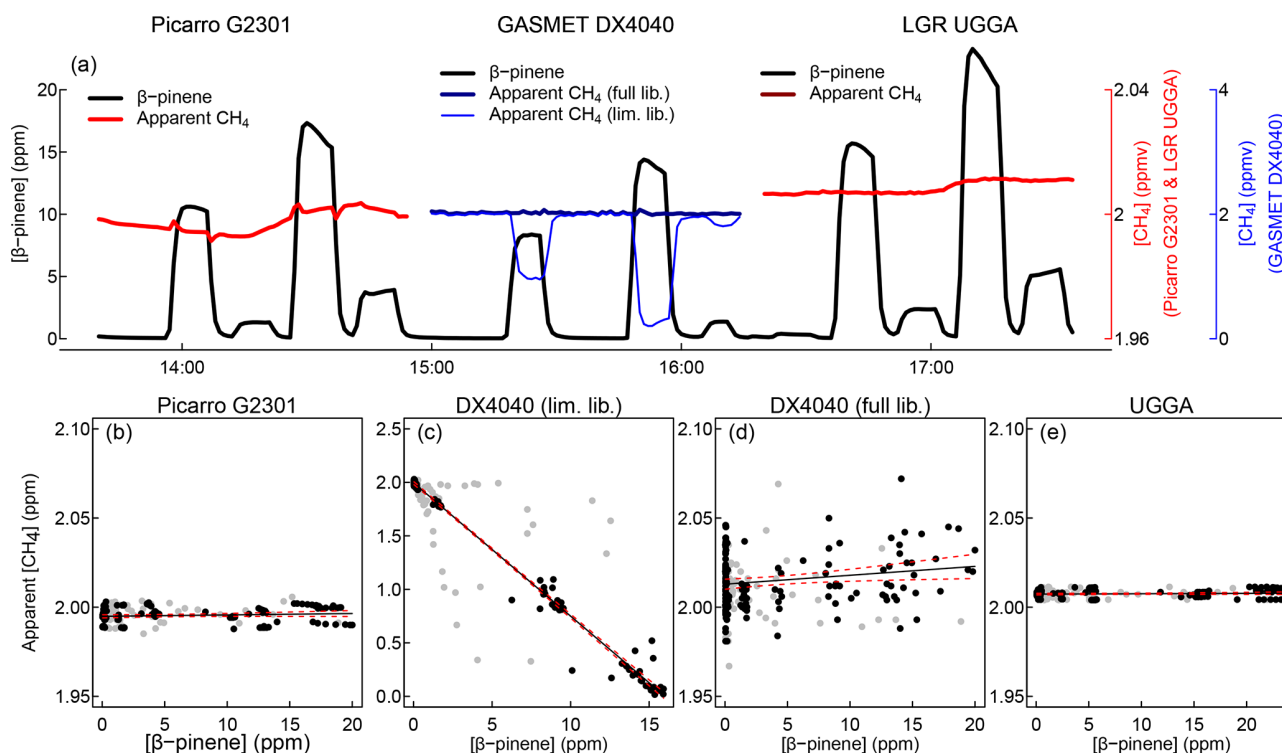 Picarro G2301 GASMET DX4040 LGR UGGA
(a)
β−pinene
Apparent CH₄
β−pinene
Apparent CH₄ (full lib.)
Apparent CH₄ (lim. lib.)
β−pinene
Apparent CH₄
[β−pinene] (ppm)
20
15
10
5
0
2.04
2
1.96
[CH₄] (ppmv)
(Picarro G2301 & LGR UGGA)
4
2
0
[CH₄] (ppmv)
(GASMET DX4040)
14:00 15:00 16:00 17:00
Picarro G2301 DX4040 (lim. lib.) DX4040 (full lib.) UGGA
Apparent [CH₄] (ppm)
(b)
2.10
2.05
2.00
1.95
0 5 10 15 20
[β−pinene] (ppm)
(c)
2.0
1.5
1.0
0.5
0.0
0 5 10 15
[β−pinene] (ppm)
(d)
2.10
2.05
2.00
1.95
0 5 10 15 20
[β−pinene] (ppm)
(e)
2.10
2.05
2.00
1.95
0 5 10 15 20
[β−pinene] (ppm)